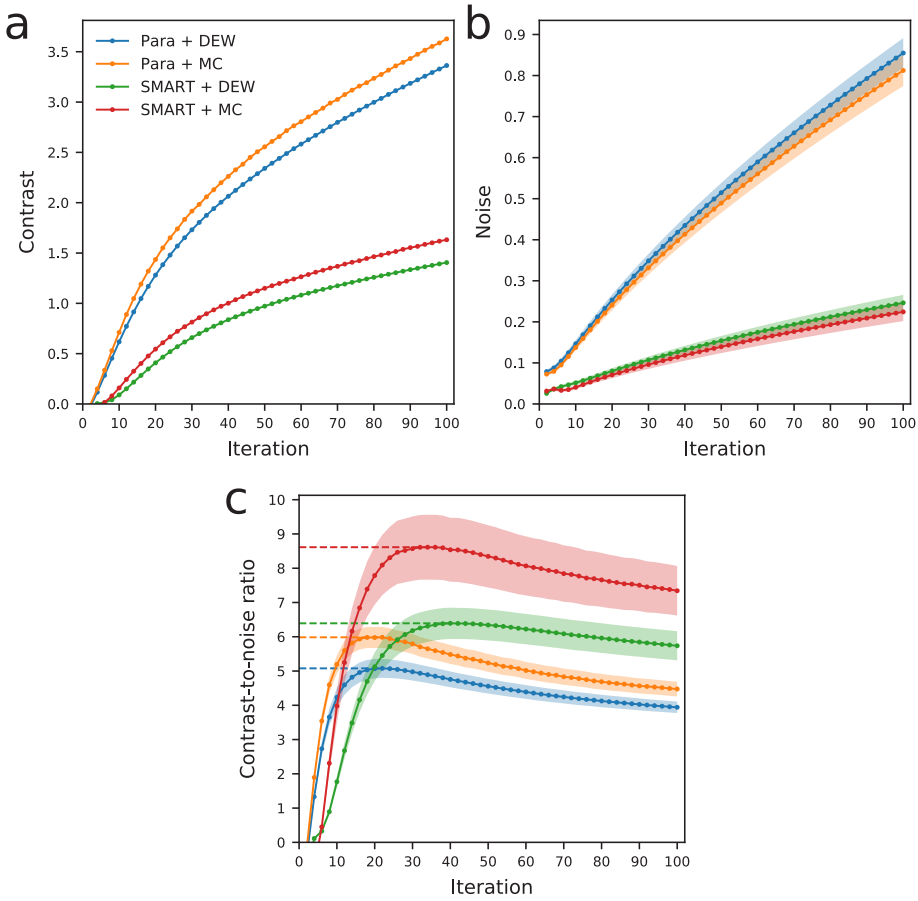 a
Contrast
3.5
3.0
2.5
2.0
1.5
1.0
0.5
0.0
Para + DEW
Para + MC
SMART + DEW
SMART + MC
0 10 20 30 40 50 60 70 80 90 100
Iteration
b
Noise
0.9
0.8
0.7
0.6
0.5
0.4
0.3
0.2
0.1
0.0
0 10 20 30 40 50 60 70 80 90 100
Iteration
c
Contrast-to-noise ratio
10
9
8
7
6
5
4
3
2
1
0
0 10 20 30 40 50 60 70 80 90 100
Iteration